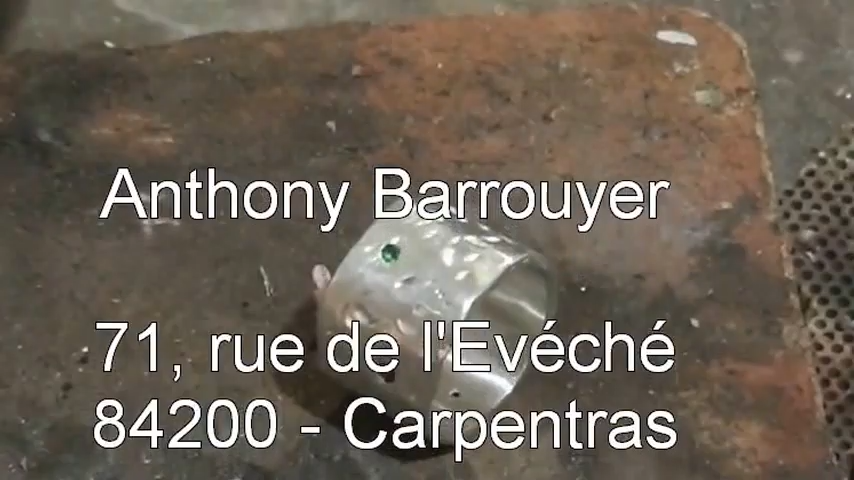 Anthony Barrouyer
71, rue de l'Evéché
84200 - Carpentras